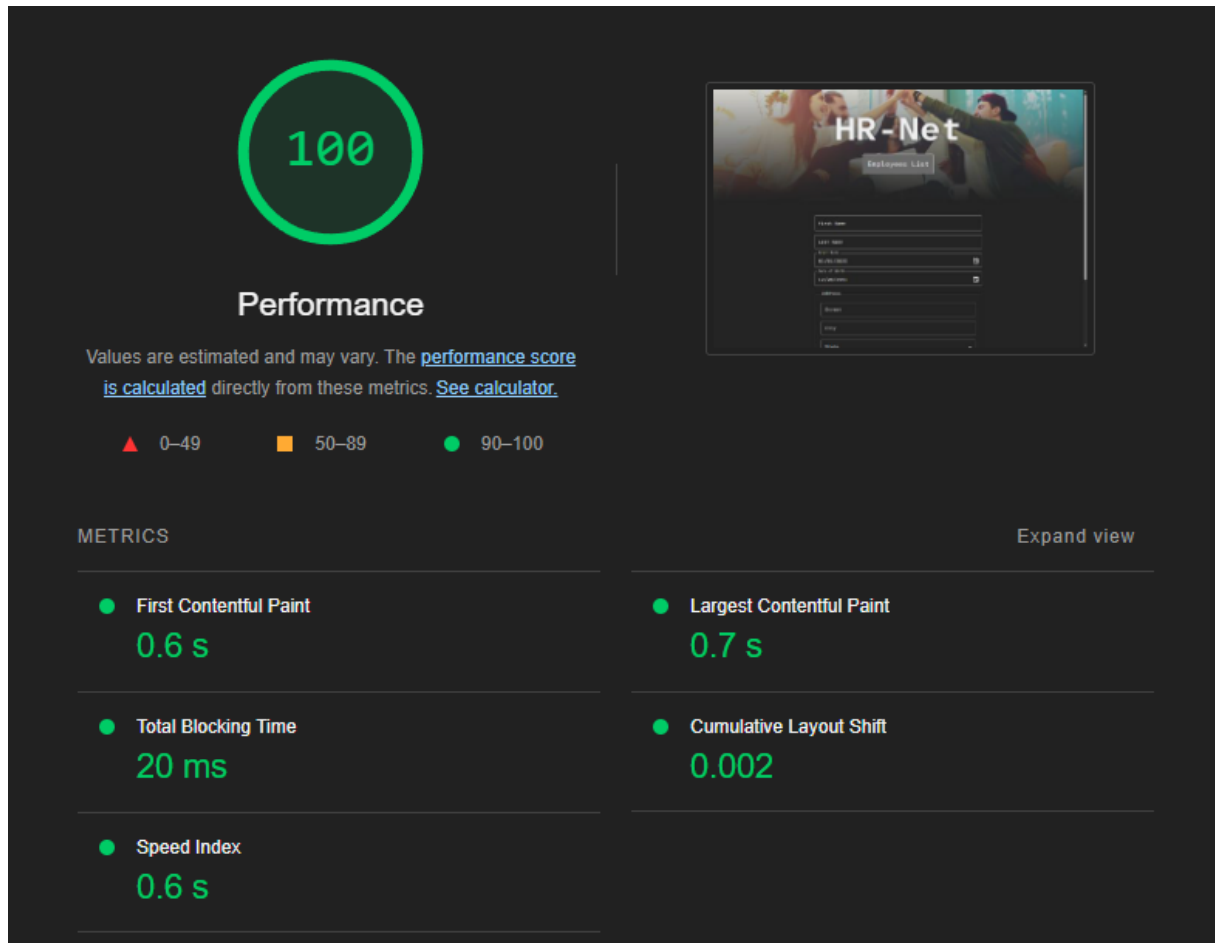 100
Performance
Values are estimated and may vary. The performance score
is calculated directly from these metrics. See calculator.
0–49
50–89
90–100
HR-Net
Employees List
First Name
Last Name
Street
City
State
METRICS
Expand view
First Contentful Paint
0.6 s
Largest Contentful Paint
0.7 s
Total Blocking Time
20 ms
Cumulative Layout Shift
0.002
Speed Index
0.6 s